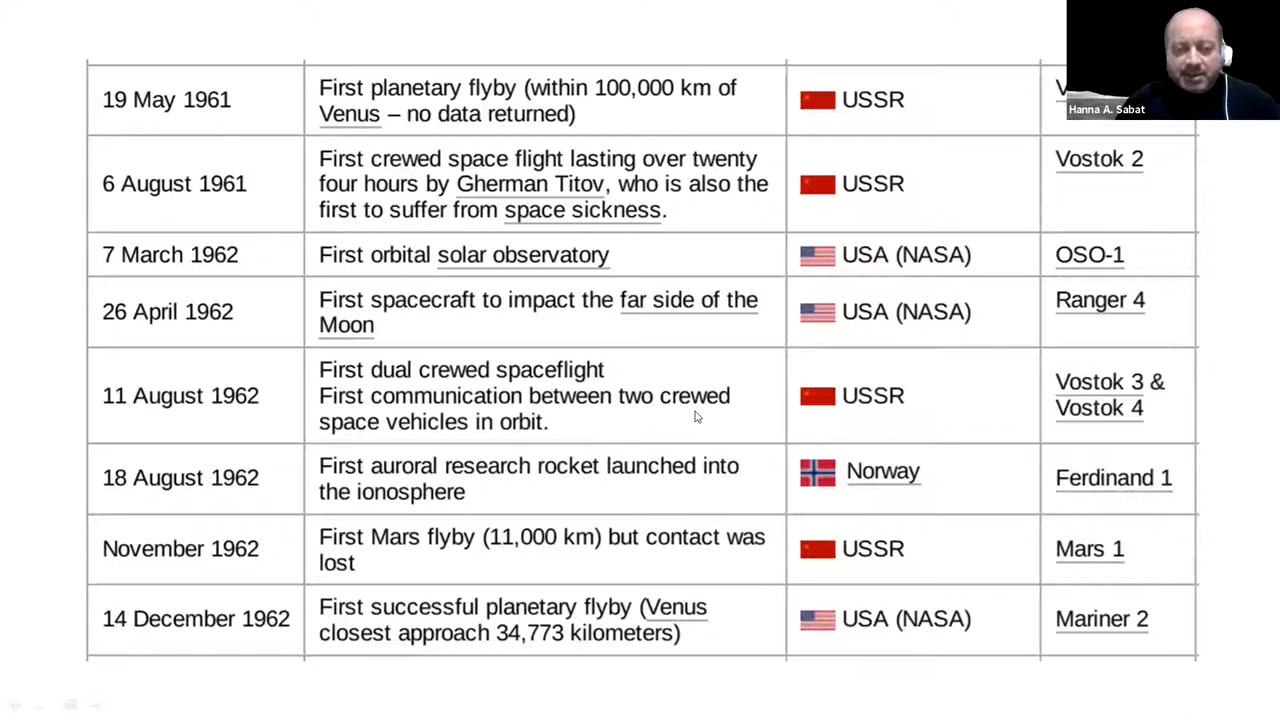 19 May 1961
First planetary flyby (within 100,000 km of
Venus – no data returned)
USSR
6 August 1961
First crewed space flight lasting over twenty
four hours by Gherman Titov, who is also the
first to suffer from space sickness.
USSR
Vostok 2
7 March 1962
First orbital solar observatory
USA (NASA)
OSO-1
26 April 1962
First spacecraft to impact the far side of the
Moon
USA (NASA)
Ranger 4
11 August 1962
First dual crewed spaceflight
First communication between two crewed
space vehicles in orbit.
USSR
Vostok 3 &
Vostok 4
18 August 1962
First auroral research rocket launched into
the ionosphere
Norway
Ferdinand 1
November 1962
First Mars flyby (11,000 km) but contact was
lost
USSR
Mars 1
14 December 1962
First successful planetary flyby (Venus
closest approach 34,773 kilometers)
USA (NASA)
Mariner 2
Hanna A. Sabat